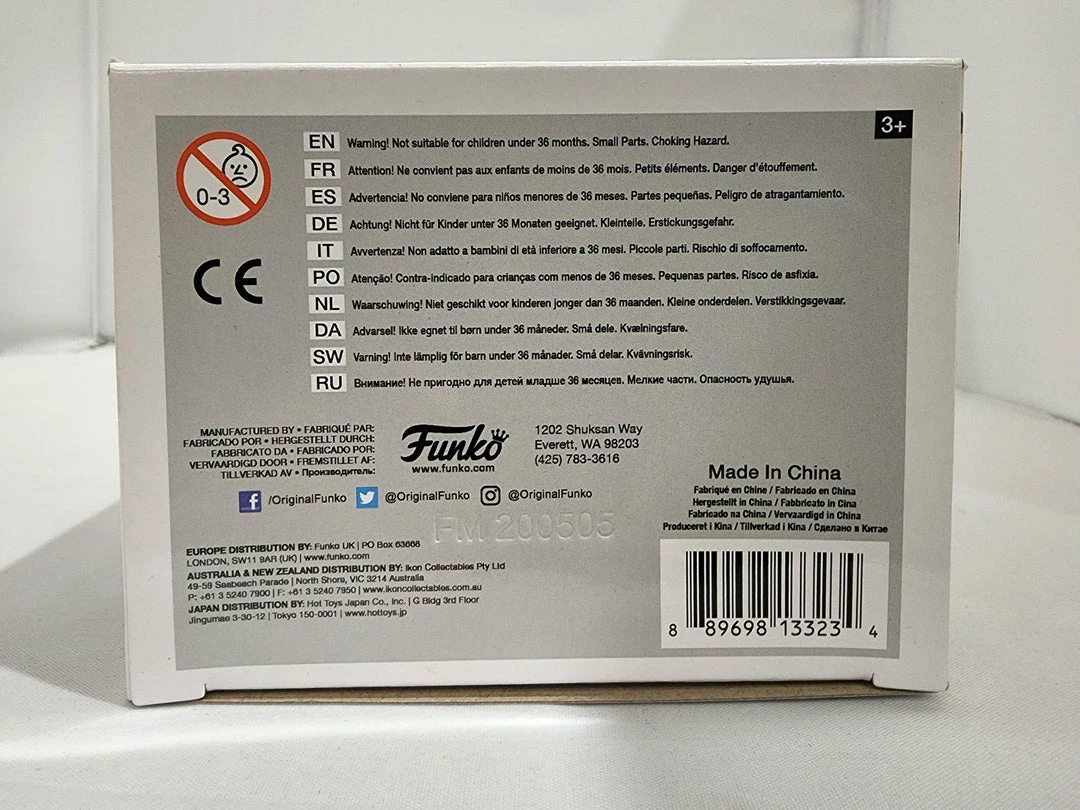 3+
0-3
CE
EN Warning! Not suitable for children under 36 months. Small Parts. Choking Hazard.
FR Attention! Ne convient pas aux enfants de moins de 36 mois. Petits éléments. Danger d'étouffement.
ES Advertencia! No conviene para niños menores de 36 meses. Partes pequeñas. Peligro de atragantamiento.
DE Achtung! Nicht für Kinder unter 36 Monaten geeignet. Kleinteile. Erstickungsgefahr.
IT Avvertenza! Non adatto a bambini di età inferiore a 36 mesi. Piccole parti. Rischio di soffocamento.
PO Atenção! Contra-indicado para crianças com menos de 36 meses. Pequenas partes. Risco de asfixia.
NL Waarschuwing! Niet geschikt voor kinderen jonger dan 36 maanden. Kleine onderdelen. Verstikkingsgevaar.
DA Advarsel! Ikke egnet til børn under 36 måneder. Små dele. Kvælningsfare.
SW Varning! Inte lämplig för barn under 36 månader. Små delar. Kvävningsrisk.
RU Внимание! Не пригодно для детей младше 36 месяцев. Мелкие части. Опасность удушья.
MANUFACTURED BY • FABRIQUÉ PAR:
FABRICADO POR • HERGESTELLT DURCH:
FABBRICATO DA • FABRICADO POR:
VERVAARDIGD DOOR • FREMSTILLET AF:
TILLVERKAD AV • Производитель:
Funko
www.funko.com
1202 Shuksan Way
Everett, WA 98203
(425) 783-3616
/OriginalFunko @OriginalFunko @OriginalFunko
FM 200505
EUROPE DISTRIBUTION BY: Funko UK | PO Box 63668
LONDON, SW11 9AR (UK) | www.funko.com
AUSTRALIA & NEW ZEALAND DISTRIBUTION BY: Ikon Collectables Pty Ltd
49-59 Seabeach Parade | North Shore, VIC 3214 Australia
P: +61 3 5240 7900 | F: +61 3 5240 7950 | www.ikoncollectables.com.au
JAPAN DISTRIBUTION BY: Hot Toys Japan Co., Inc. | G Bldg 3rd Floor
Jingumae 3-30-12 | Tokyo 150-0001 | www.hottoys.jp
Made In China
Fabriqué en Chine / Fabricado en China
Hergestellt in China / Fabbricato in Cina
Fabricado na China / Vervaardigd in China
Produceret i Kina / Tillverkad i Kina / Сделано в Китае
8 89698 13323 4